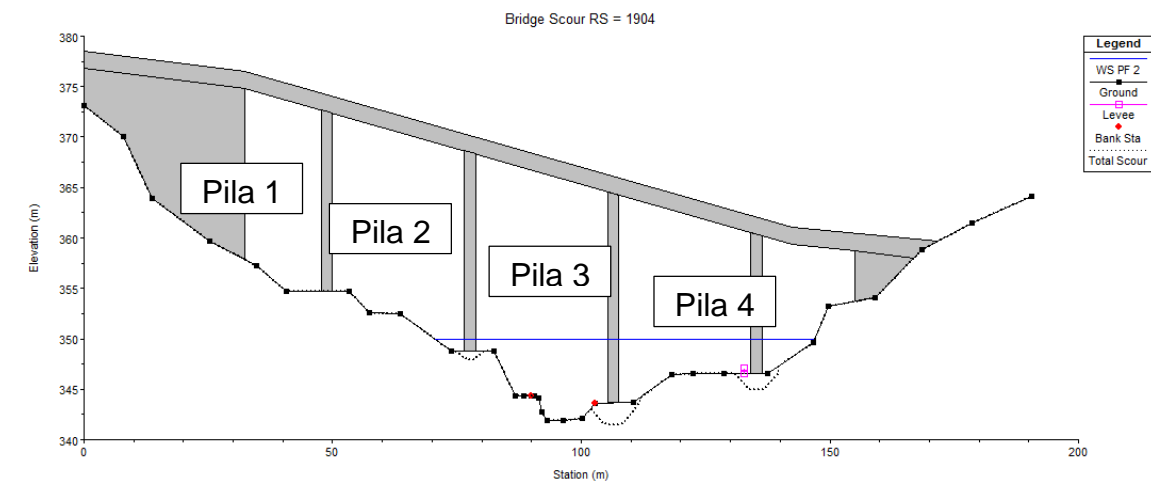 Bridge Scour RS = 1904
Legend
WS PF 2
Ground
Levee
Bank Sta
Total Scour
Elevation (m)
380
375
370
365
360
355
350
345
340
Pila 1
Pila 2
Pila 3
Pila 4
0
50
100
150
200
Station (m)